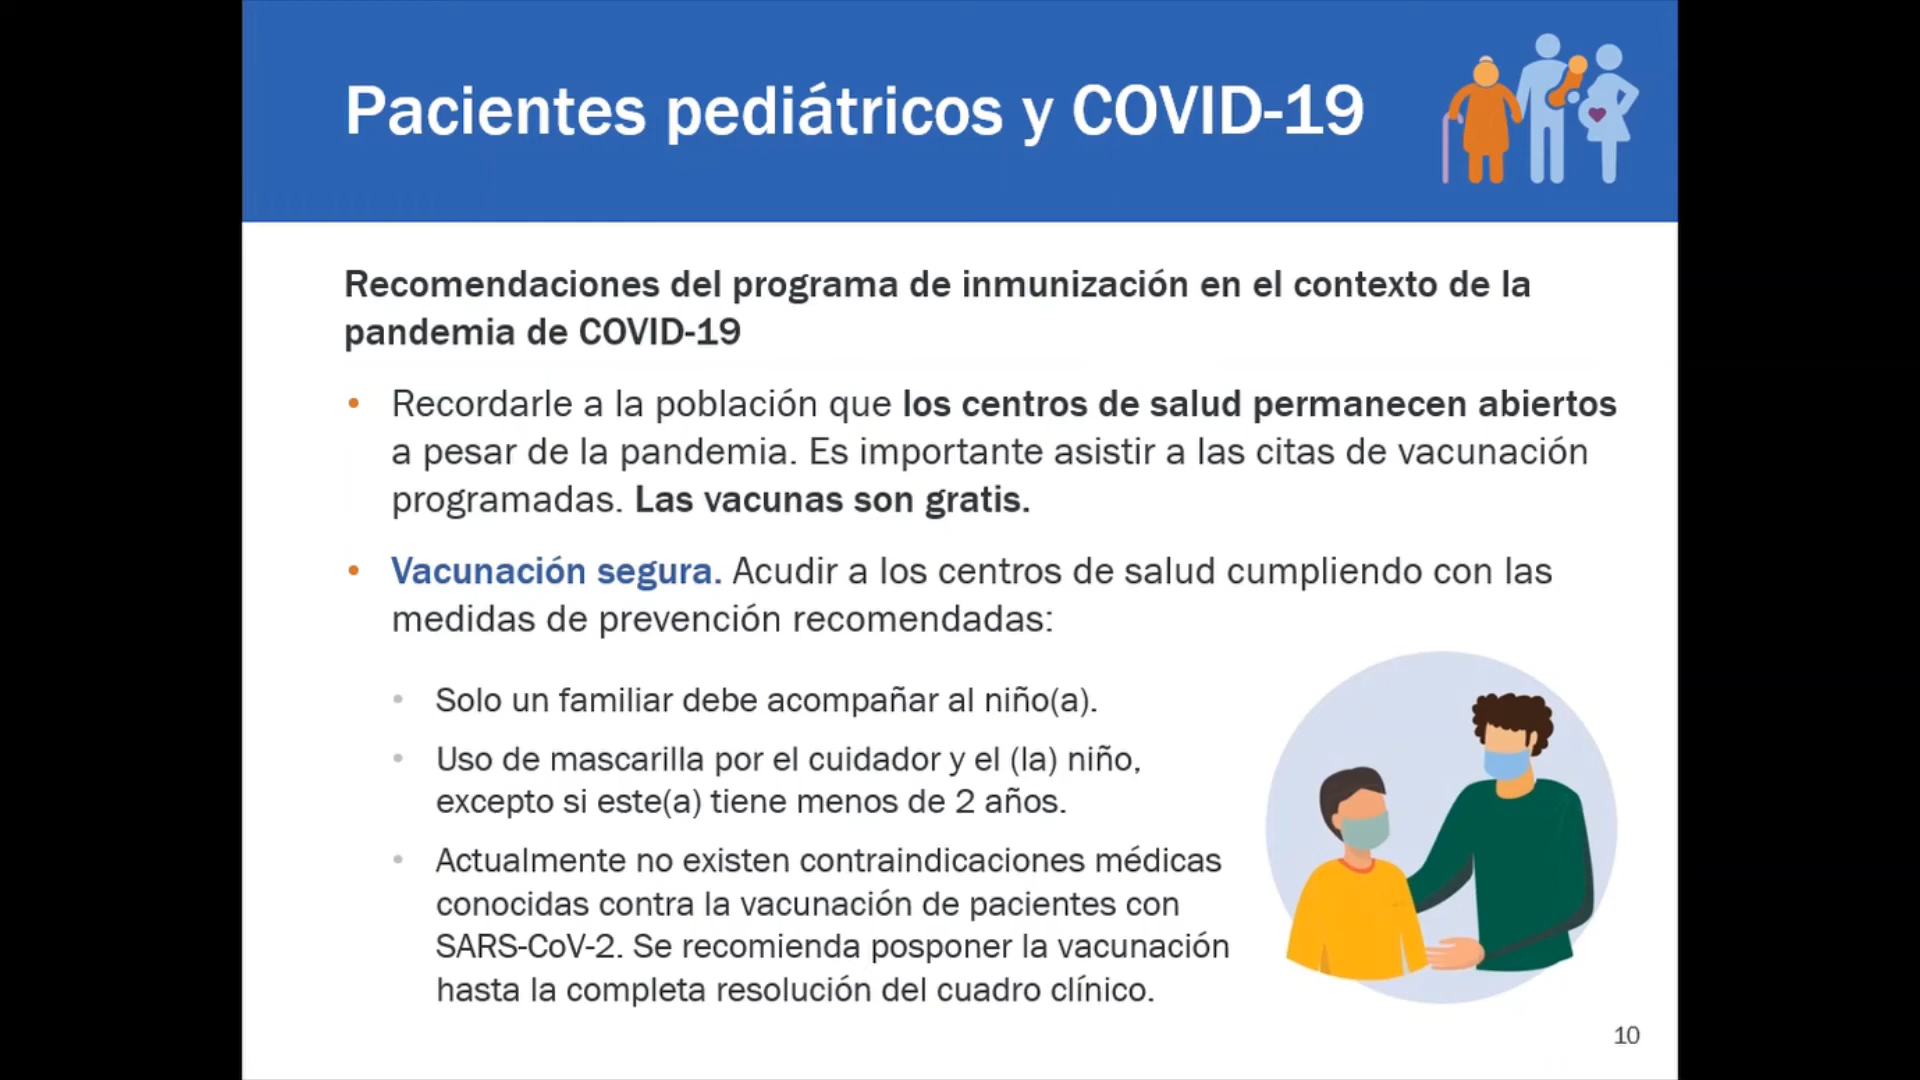 Pacientes pediátricos y COVID-19
Recomendaciones del programa de inmunización en el contexto de la
pandemia de COVID-19
• Recordarle a la población que los centros de salud permanecen abiertos
a pesar de la pandemia. Es importante asistir a las citas de vacunación
programadas. Las vacunas son gratis.
• Vacunación segura. Acudir a los centros de salud cumpliendo con las
medidas de prevención recomendadas:
• Solo un familiar debe acompañar al niño(a).
• Uso de mascarilla por el cuidador y el (la) niño,
excepto si este(a) tiene menos de 2 años.
• Actualmente no existen contraindicaciones médicas
conocidas contra la vacunación de pacientes con
SARS-CoV-2. Se recomienda posponer la vacunación
hasta la completa resolución del cuadro clínico.
10